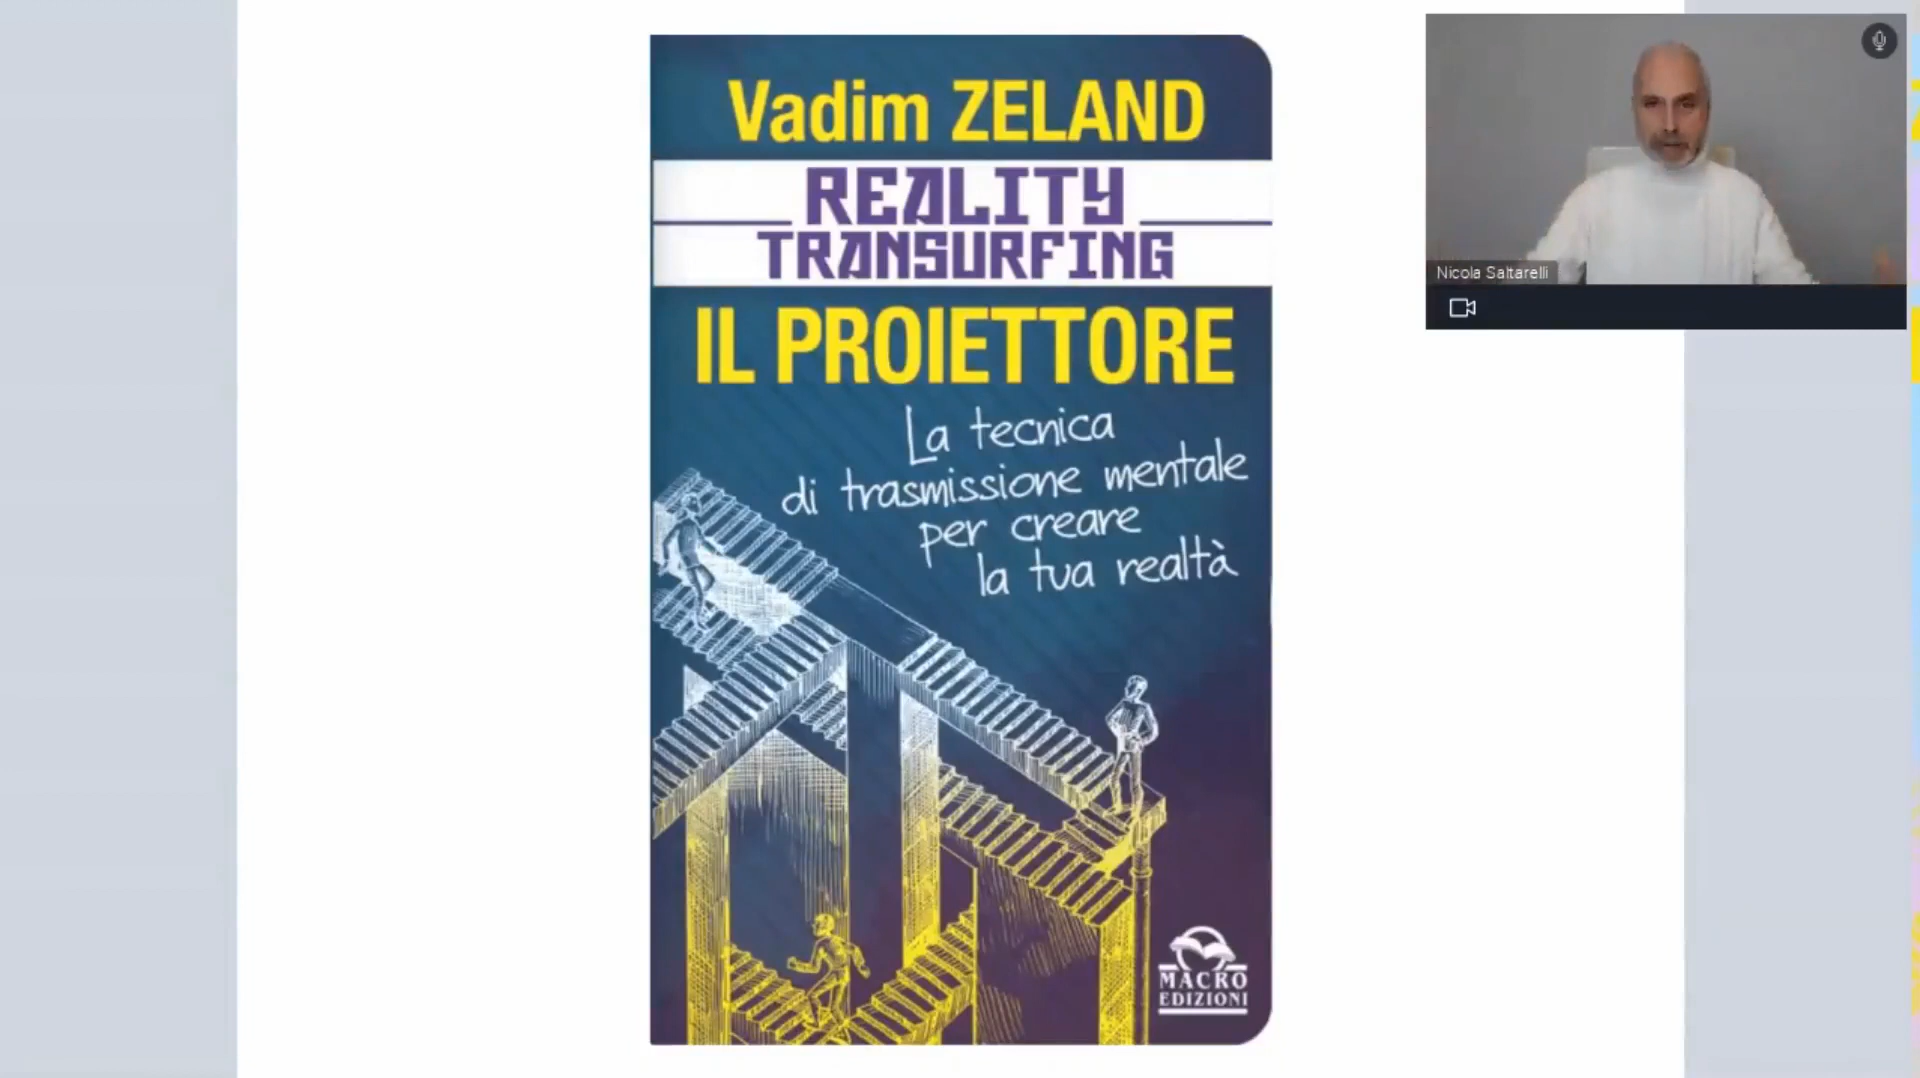 Vadim ZELAND
REALITY
TRANSURFING
IL PROIETTORE
La tecnica
di trasmissione mentale
per creare
la tua realtà
MACRO
EDIZIONI
Nicola Saltarelli